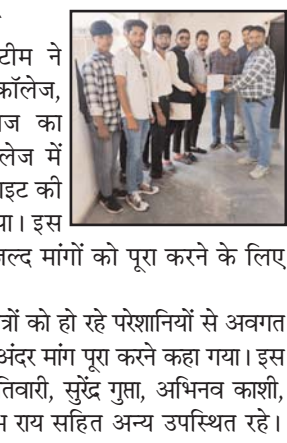 टीम ने
कॉलेज,
ज का
लेज में
इट की
या। इस
जल्द मांगों को पूरा करने के लिए
त्रों को हो रहे परेशानियों से अवगत
अंदर मांग पूरा करने कहा गया। इस
तिवारी, सुरेंद्र गुप्ता, अभिनव काशी,
राय सहित अन्य उपस्थित रहे।